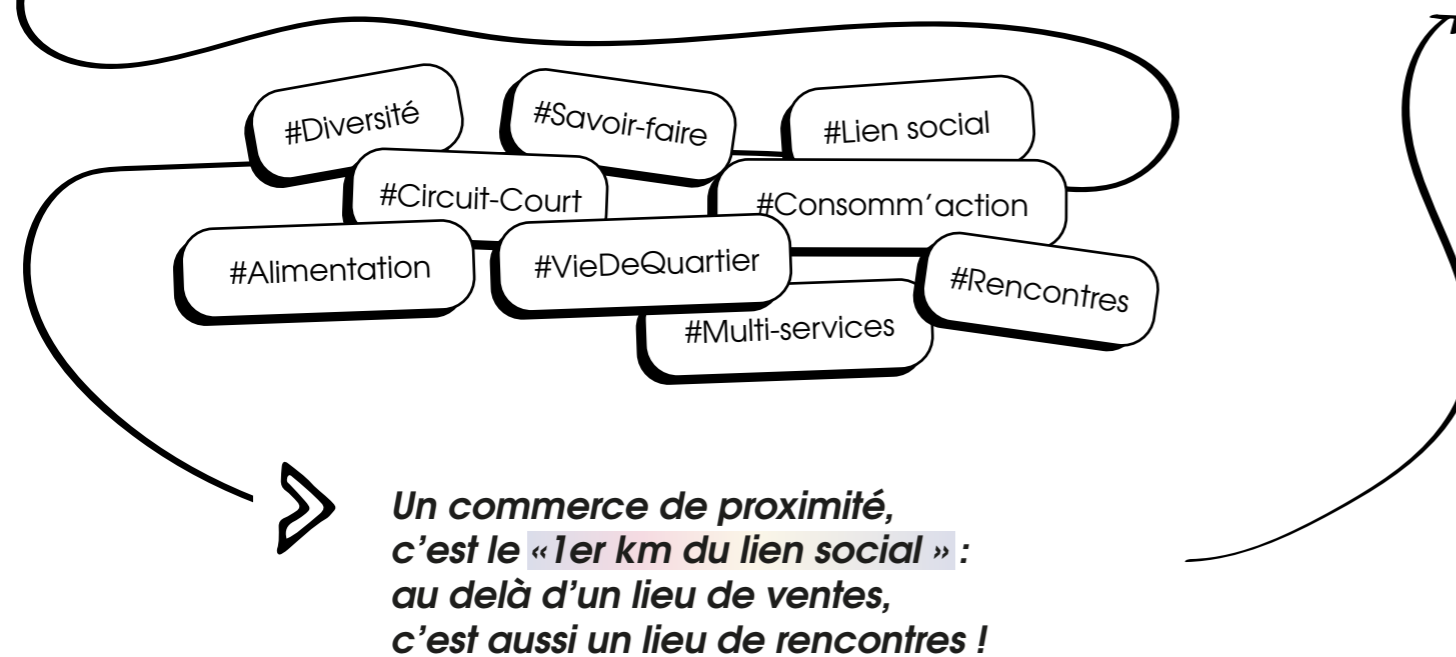 #Diversité
#Savoir-faire
#Lien social
#Circuit-Court
#Consomm'action
#Alimentation
#VieDeQuartier
#Rencontres
#Multi-services
Un commerce de proximité,
c'est le «1er km du lien social » :
au delà d'un lieu de ventes,
c'est aussi un lieu de rencontres !